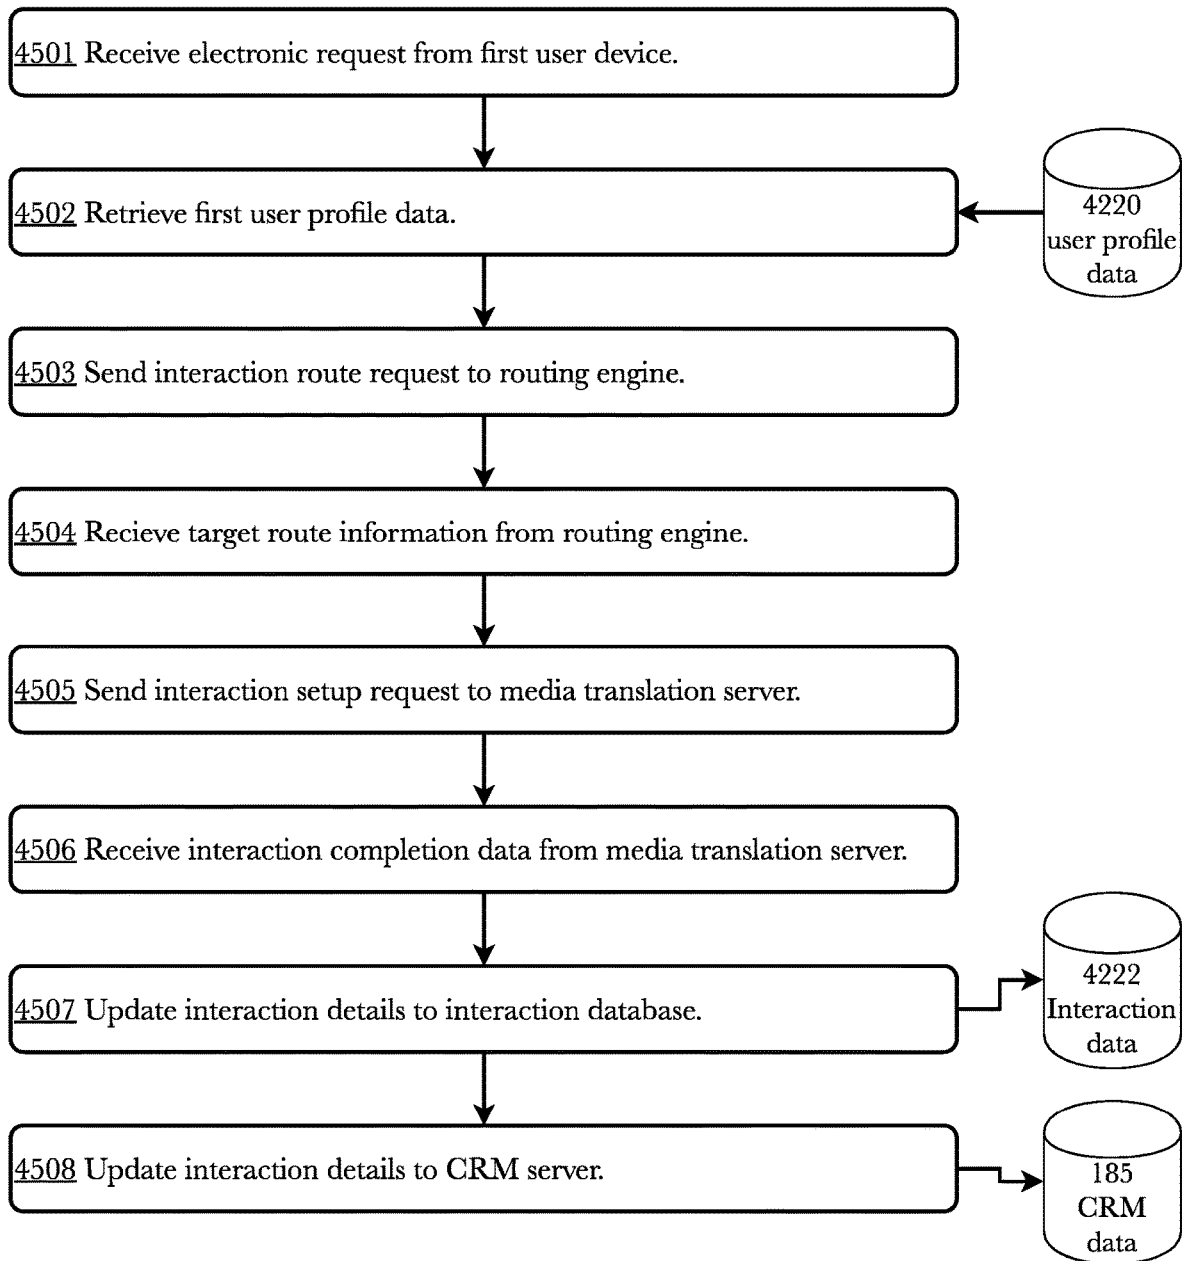 4501 Receive electronic request from first user device.
4502 Retrieve first user profile data.
4220
user profile
data
4503 Send interaction route request to routing engine.
4504 Recieve target route information from routing engine.
4505 Send interaction setup request to media translation server.
4506 Receive interaction completion data from media translation server.
4507 Update interaction details to interaction database.
4222
Interaction
data
4508 Update interaction details to CRM server.
185
CRM
data